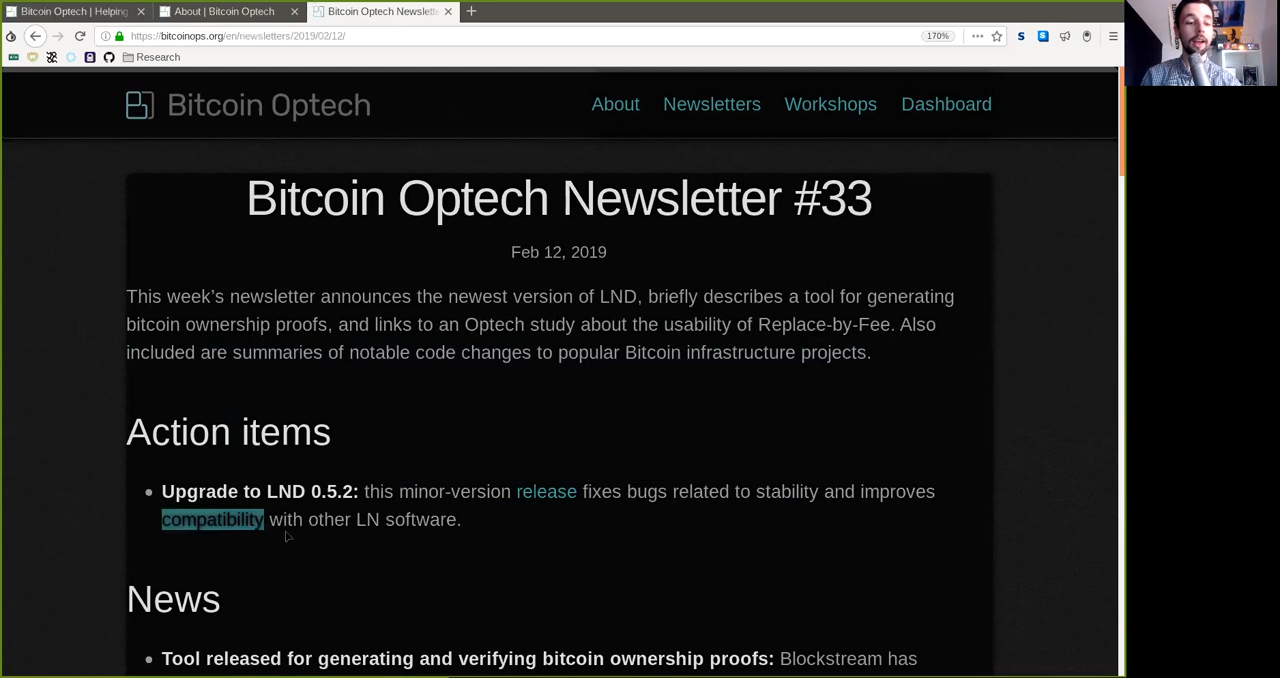 Bitcoin Optech | Helping
About | Bitcoin Optech
Bitcoin Optech Newslette
https://bitcoinops.org/en/newsletters/2019/02/12/
170%
Research
Bitcoin Optech
About
Newsletters
Workshops
Dashboard
Bitcoin Optech Newsletter #33
Feb 12, 2019
This week's newsletter announces the newest version of LND, briefly describes a tool for generating
bitcoin ownership proofs, and links to an Optech study about the usability of Replace-by-Fee. Also
included are summaries of notable code changes to popular Bitcoin infrastructure projects.
Action items
• Upgrade to LND 0.5.2: this minor-version release fixes bugs related to stability and improves
compatibility with other LN software.
News
• Tool released for generating and verifying bitcoin ownership proofs: Blockstream has